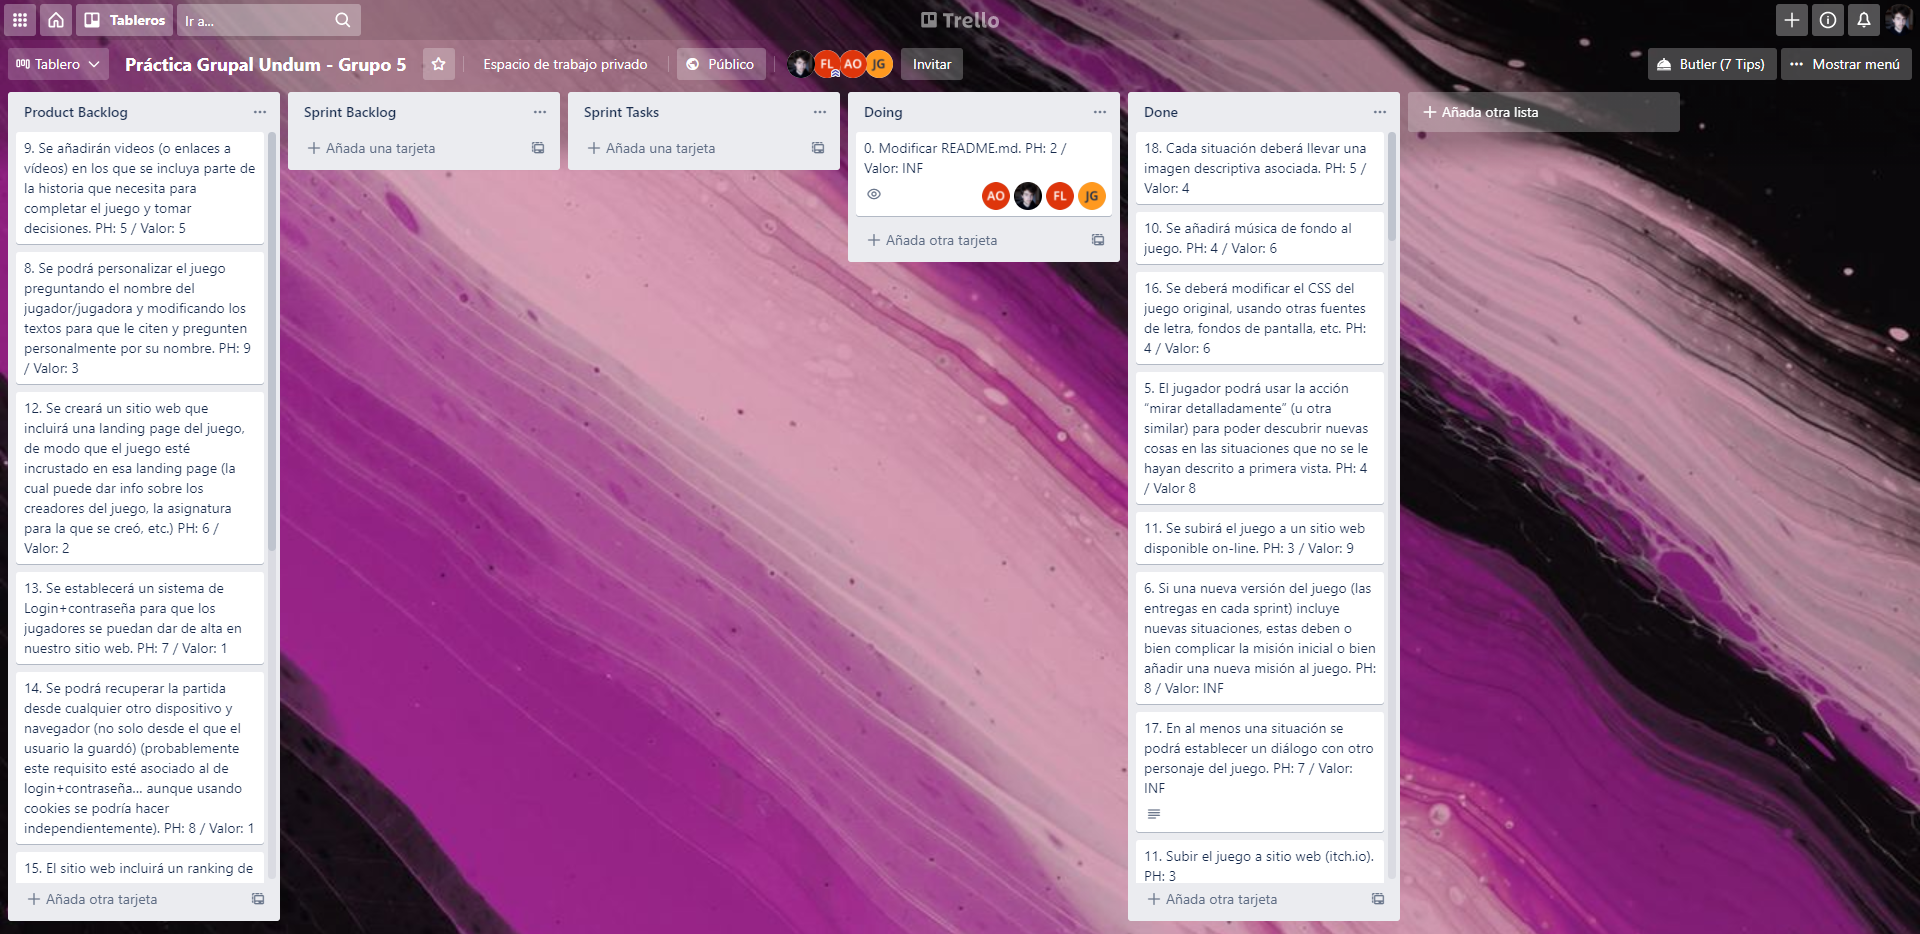 Tableros
Ir a...
Trello
Tablero
Práctica Grupal Undum - Grupo 5
Espacio de trabajo privado
Público
FL
AO
JG
Invitar
Butler (7 Tips)
Mostrar menú
Product Backlog
9. Se añadirán videos (o enlaces a
vídeos) en los que se incluya parte de
la historia que necesita para
completar el juego y tomar
decisiones. PH: 5 / Valor: 5
8. Se podrá personalizar el juego
preguntando el nombre del
jugador/jugadora y modificando los
textos para que le citen y pregunten
personalmente por su nombre. PH: 9
/ Valor: 3
12. Se creará un sitio web que
incluirá una landing page del juego,
de modo que el juego esté
incrustado en esa landing page (la
cual puede dar info sobre los
creadores del juego, la asignatura
para la que se creó, etc.) PH: 6 /
Valor: 2
13. Se establecerá un sistema de
Login+contraseña para que los
jugadores se puedan dar de alta en
nuestro sitio web. PH: 7 / Valor: 1
14. Se podrá recuperar la partida
desde cualquier otro dispositivo y
navegador (no solo desde el que el
usuario la guardó) (probablemente
este requisito esté asociado al de
login+contraseña... aunque usando
cookies se podría hacer
independientemente). PH: 8 / Valor: 1
15. El sitio web incluirá un ranking de
+ Añada otra tarjeta
Sprint Backlog
+ Añada una tarjeta
Sprint Tasks
+ Añada una tarjeta
Doing
0. Modificar README.md. PH: 2 /
Valor: INF
AO
FL
JG
+ Añada otra tarjeta
Done
18. Cada situación deberá llevar una
imagen descriptiva asociada. PH: 5 /
Valor: 4
10. Se añadirá música de fondo al
juego. PH: 4 / Valor: 6
16. Se deberá modificar el CSS del
juego original, usando otras fuentes
de letra, fondos de pantalla, etc. PH:
4 / Valor: 6
5. El jugador podrá usar la acción
“mirar detalladamente” (u otra
similar) para poder descubrir nuevas
cosas en las situaciones que no se le
hayan descrito a primera vista. PH: 4
/ Valor 8
11. Se subirá el juego a un sitio web
disponible on-line. PH: 3 / Valor: 9
6. Si una nueva versión del juego (las
entregas en cada sprint) incluye
nuevas situaciones, estas deben o
bien complicar la misión inicial o bien
añadir una nueva misión al juego. PH:
8 / Valor: INF
17. En al menos una situación se
podrá establecer un diálogo con otro
personaje del juego. PH: 7 / Valor:
INF
11. Subir el juego a sitio web (itch.io).
PH: 3
+ Añada otra tarjeta
+ Añada otra lista